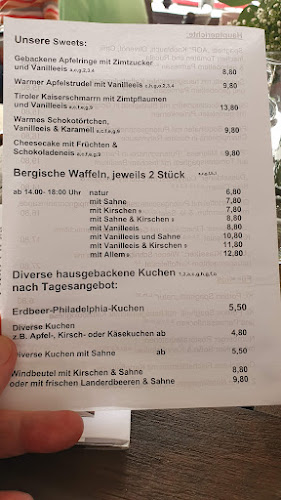 Unsere Sweets:
Gebackene Apfelringe mit Zimtzucker
und Vanilleeis a,c,g,2,3,4 8,80
Warmer Apfelstrudel mit Vanilleeis 9,80
Tiroler Kaiserschmarrn mit Zimtpflaumen
und Vanilleeis 13,80
Warmes Schokotörtchen,
Vanilleeis & Karamell 9,80
Cheesecake mit Früchten &
Schokoladeneis 9,80
Bergische Waffeln, jeweils 2 Stück
ab 14.00- 18:00 Uhr natur 6,80
mit Sahne 7,80
mit Kirschen 7,80
mit Sahne & Kirschen 8,80
mit Vanilleeis 8,80
mit Vanilleeis und Sahne 10,80
mit Vanilleeis & Kirschen 11,80
mit Allem 12,80
Diverse hausgebackene Kuchen
nach Tagesangebot:
Erdbeer-Philadelphia-Kuchen 5,50
Diverse Kuchen
z.B. Apfel-, Kirsch- oder Käsekuchen ab 4,80
Diverse Kuchen mit Sahne ab 5,50
Windbeutel mit Kirschen & Sahne 8,80
oder mit frischen Landerdbeeren & Sahne 9,80